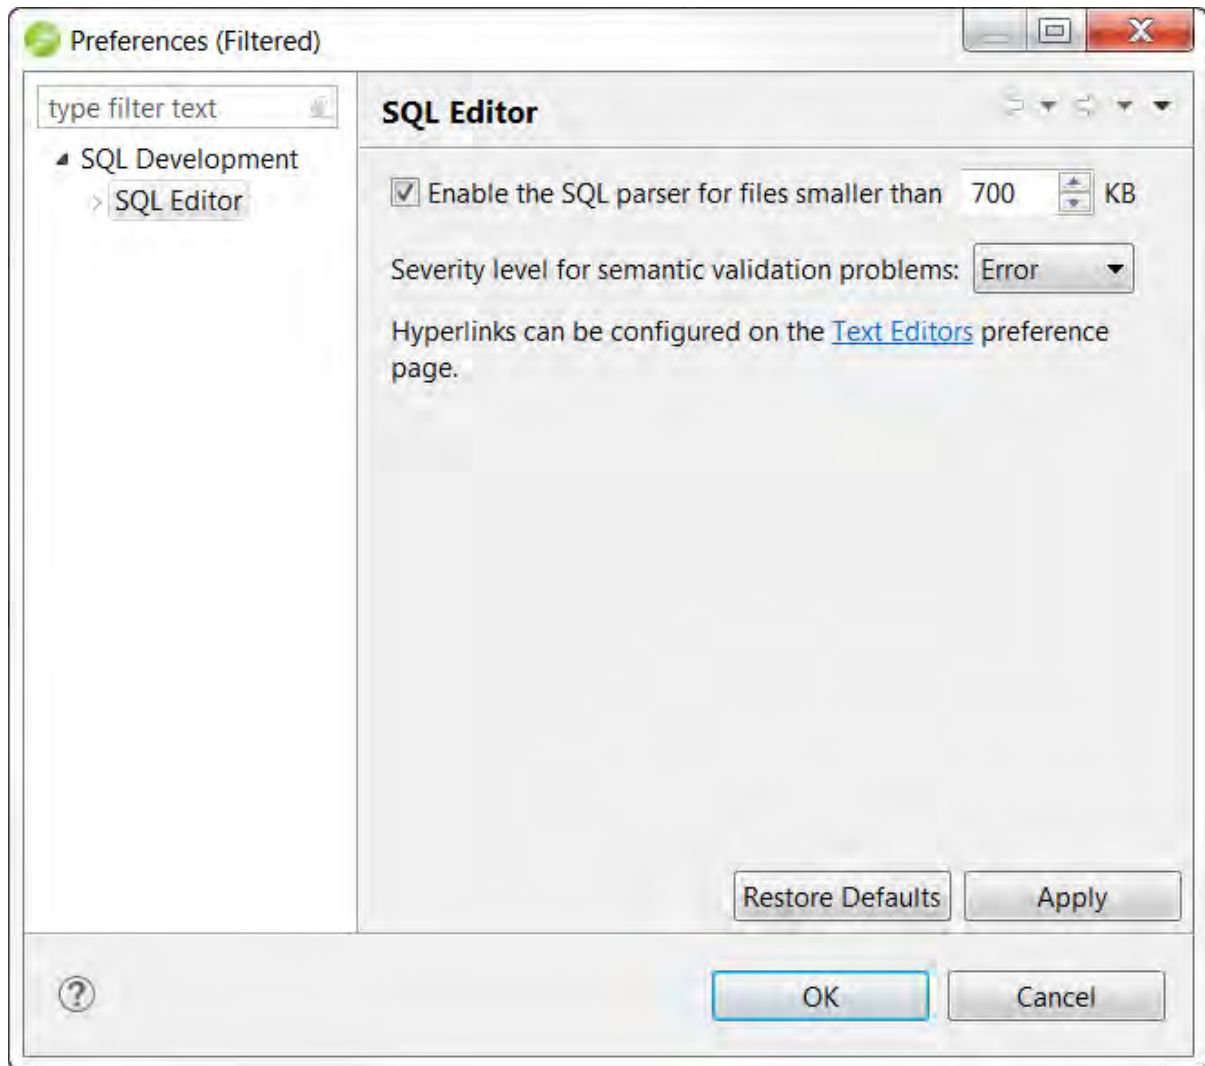 Preferences (Filtered)
type filter text
SQL Development
SQL Editor
SQL Editor
Enable the SQL parser for files smaller than 700 KB
Severity level for semantic validation problems: Error
Hyperlinks can be configured on the Text Editors preference
page.
Restore Defaults Apply
OK Cancel